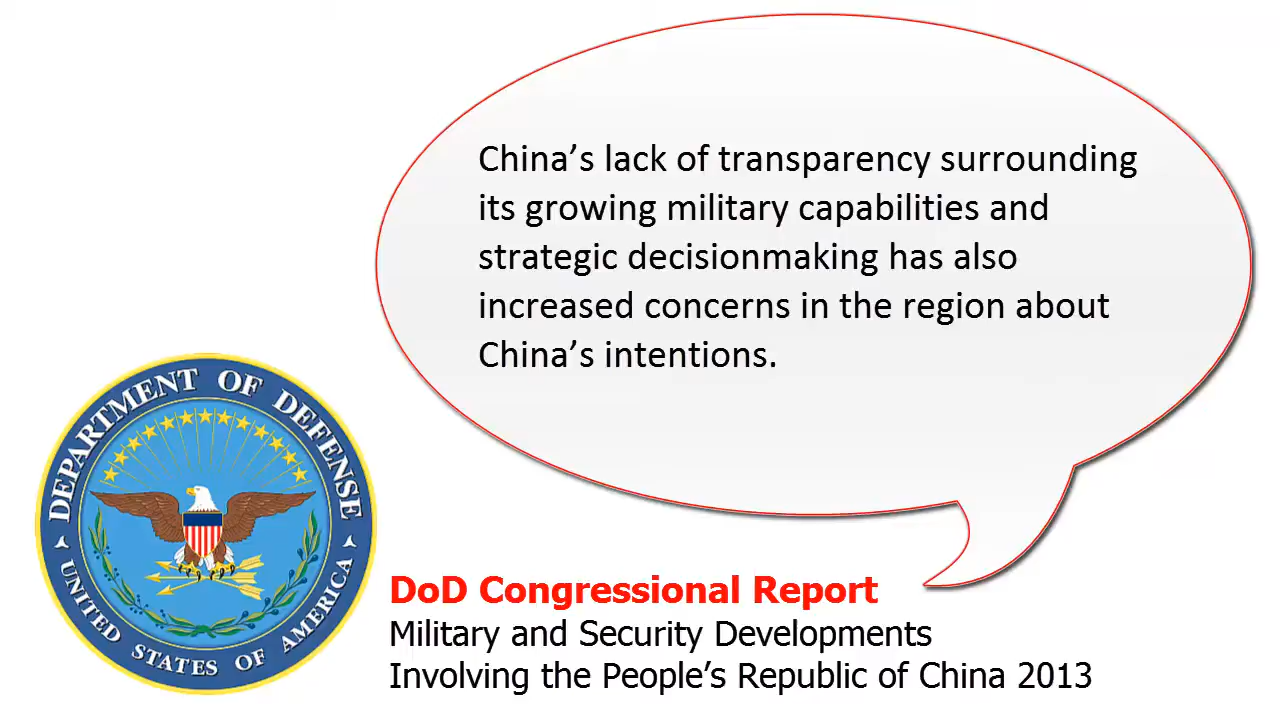 China’s lack of transparency surrounding
its growing military capabilities and
strategic decisionmaking has also
increased concerns in the region about
China’s intentions.
DEPARTMENT OF DEFENSE
UNITED STATES OF AMERICA
DoD Congressional Report
Military and Security Developments
Involving the People’s Republic of China 2013